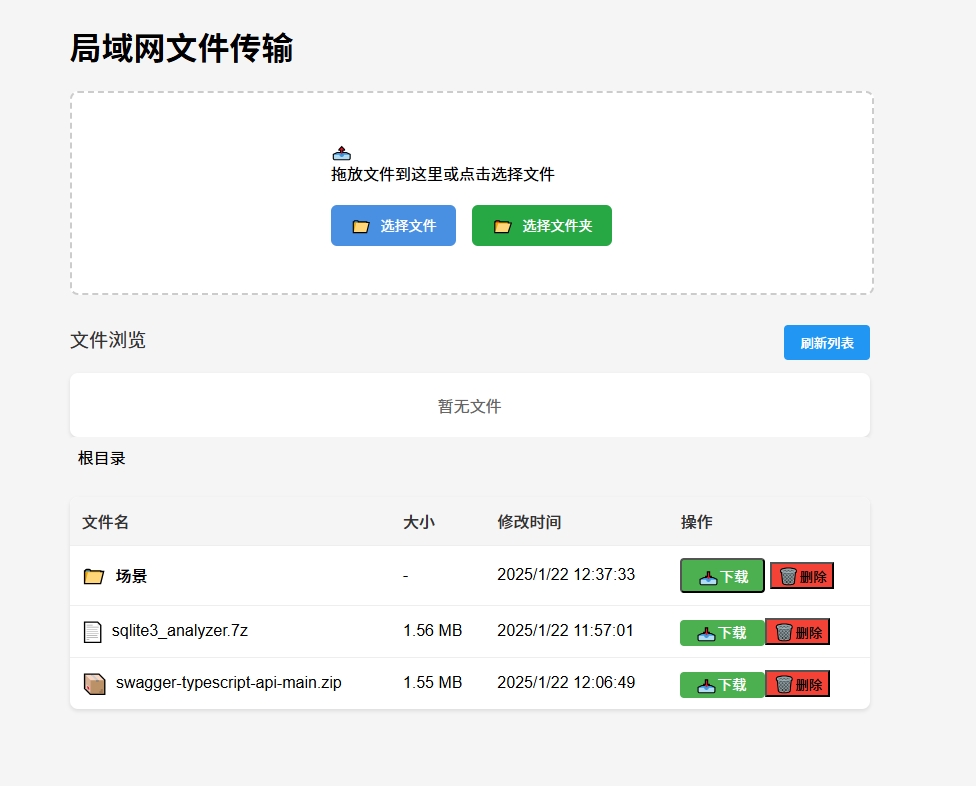 局域网文件传输
拖放文件到这里或点击选择文件
选择文件 选择文件夹
文件浏览 刷新列表
暂无文件
根目录
文件名 大小 修改时间 操作
场景 - 2025/1/22 12:37:33 下载 删除
sqlite3_analyzer.7z 1.56 MB 2025/1/22 11:57:01 下载 删除
swagger-typescript-api-main.zip 1.55 MB 2025/1/22 12:06:49 下载 删除